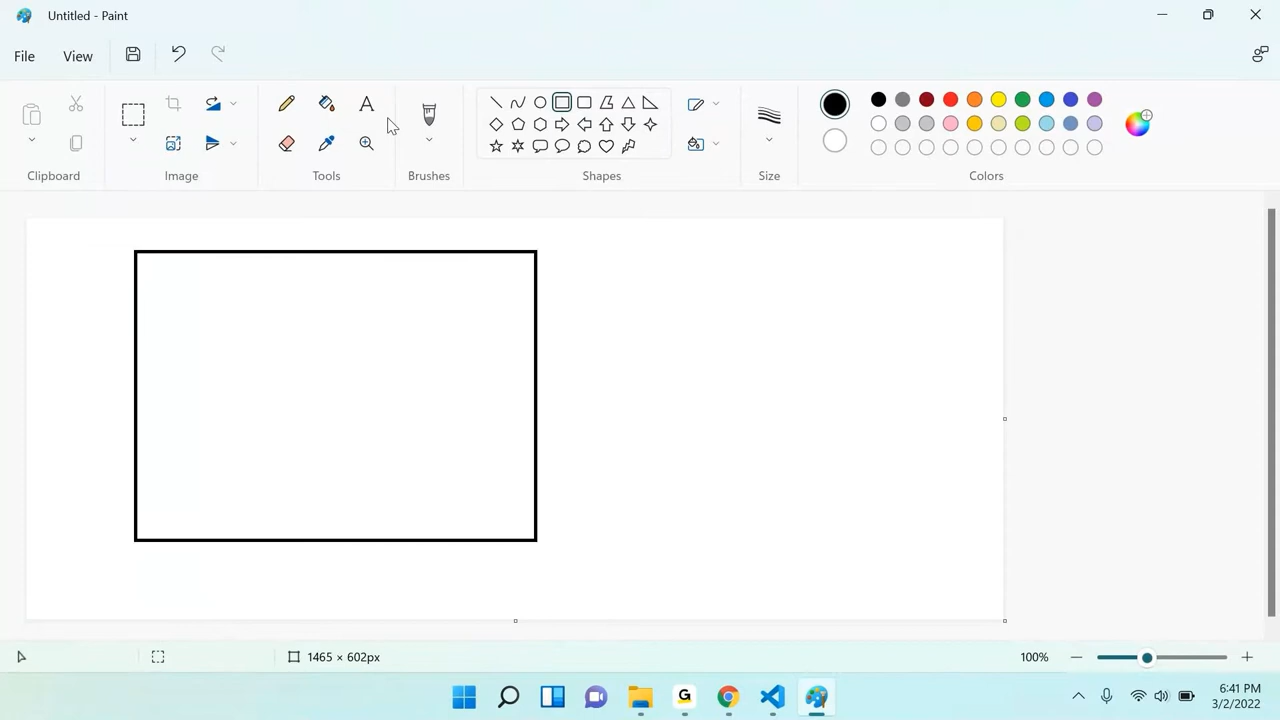 Untitled - Paint
File View
A
Clipboard Image Tools Brushes Shapes Size Colors
1465 × 602px 100%
G
6:41 PM
3/2/2022